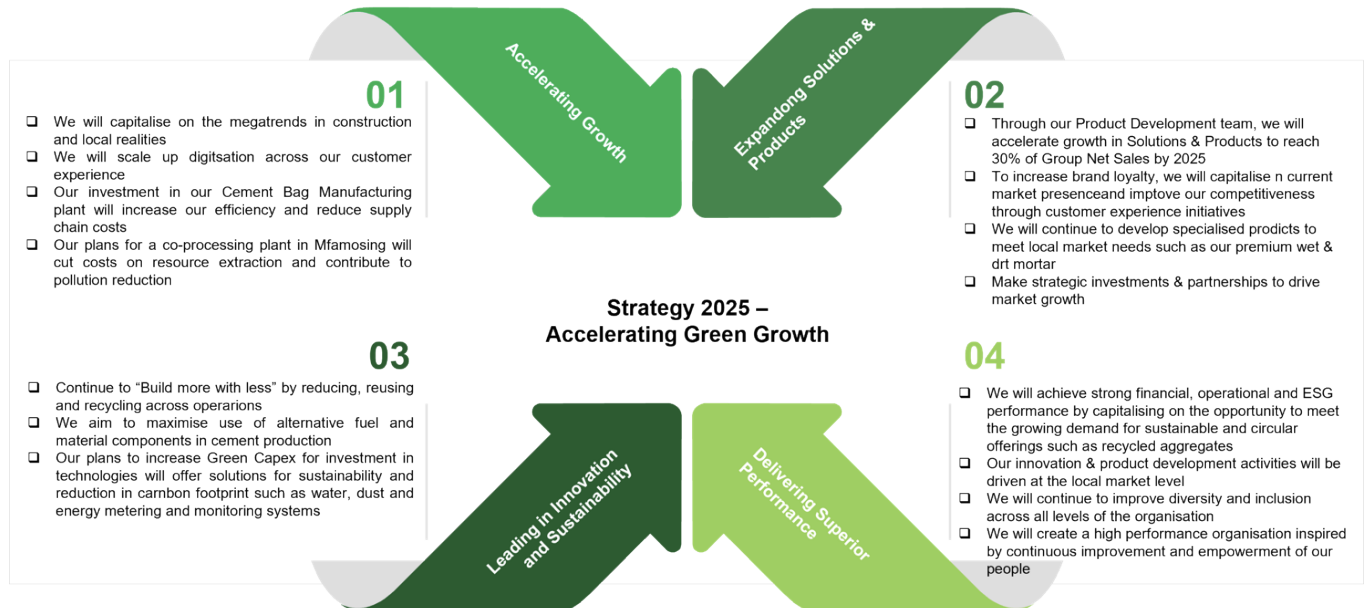 Accelerating Growth
Expandong Solutions &
Products
01
❑ We will capitalise on the megatrends in construction
and local realities
❑ We will scale up digitsation across our customer
experience
❑ Our investment in our Cement Bag Manufacturing
plant will increase our efficiency and reduce supply
chain costs
❑ Our plans for a co-processing plant in Mfamosing will
cut costs on resource extraction and contribute to
pollution reduction
02
❑ Through our Product Development team, we will
accelerate growth in Solutions & Products to reach
30% of Group Net Sales by 2025
❑ To increase brand loyalty, we will capitalise n current
market presenceand imptove our competitiveness
through customer experience initiatives
❑ We will continue to develop specialised prodicts to
meet local market needs such as our premium wet &
drt mortar
❑ Make strategic investments & partnerships to drive
market growth
Strategy 2025 –
Accelerating Green Growth
03
❑ Continue to “Build more with less” by reducing, reusing
and recycling across operarions
❑ We aim to maximise use of alternative fuel and
material components in cement production
❑ Our plans to increase Green Capex for investment in
technologies will offer solutions for sustainability and
reduction in carnbon footprint such as water, dust and
energy metering and monitoring systems
04
❑ We will achieve strong financial, operational and ESG
performance by capitalising on the opportunity to meet
the growing demand for sustainable and circular
offerings such as recycled aggregates
❑ Our innovation & product development activities will be
driven at the local market level
❑ We will continue to improve diversity and inclusion
across all levels of the organisation
❑ We will create a high performance organisation inspired
by continuous improvement and empowerment of our
people
Leading in Innovation
and Sustainability
Delivering Superior
Performance